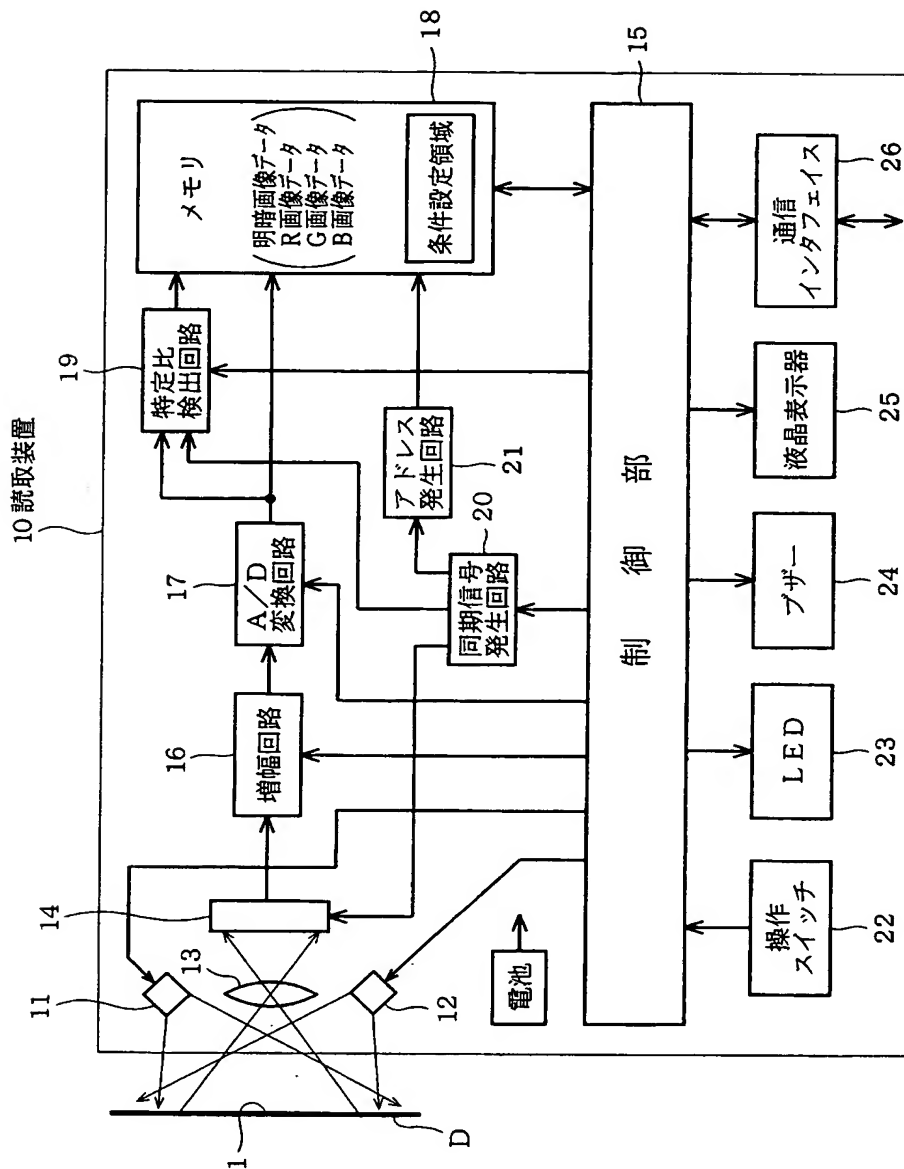 10 読取装置
18
メモリ
明暗画像データ
R画像データ
G画像データ
B画像データ
条件設定領域
19
特定比
検出回路
17
A/D
変換回路
16
増幅回路
14
13
11
12
1
D
アドレス
発生回路
21
20
同期信号
発生回路
電池
15
制御部
操作
スイッチ
22
LED
23
ブザー
24
液晶表示器
25
通信
インタフェイス
26